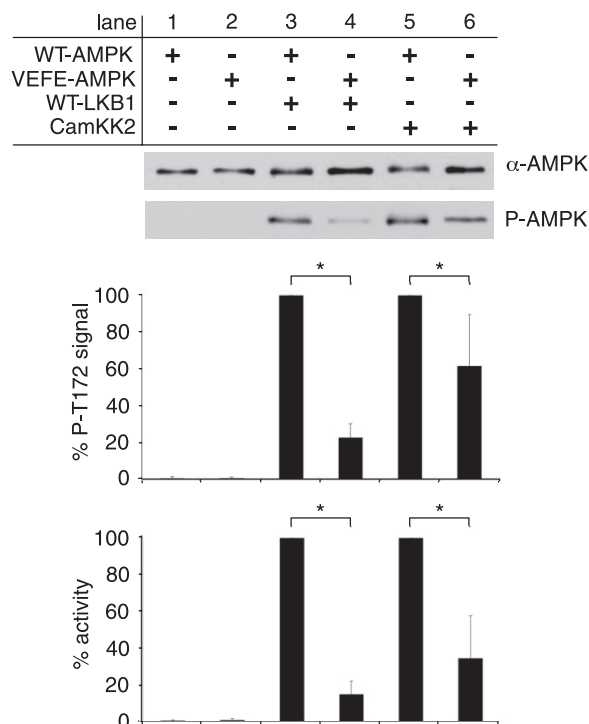 lane 1 2 3 4 5 6
WT-AMPK + - + - + -
VEFE-AMPK - + - + - +
WT-LKB1 - - + + - -
CamKK2 - - - - + +
α-AMPK
P-AMPK
* *
100
80
60
40
20
0
% P-T172 signal
* *
100
80
60
40
20
0
% activity